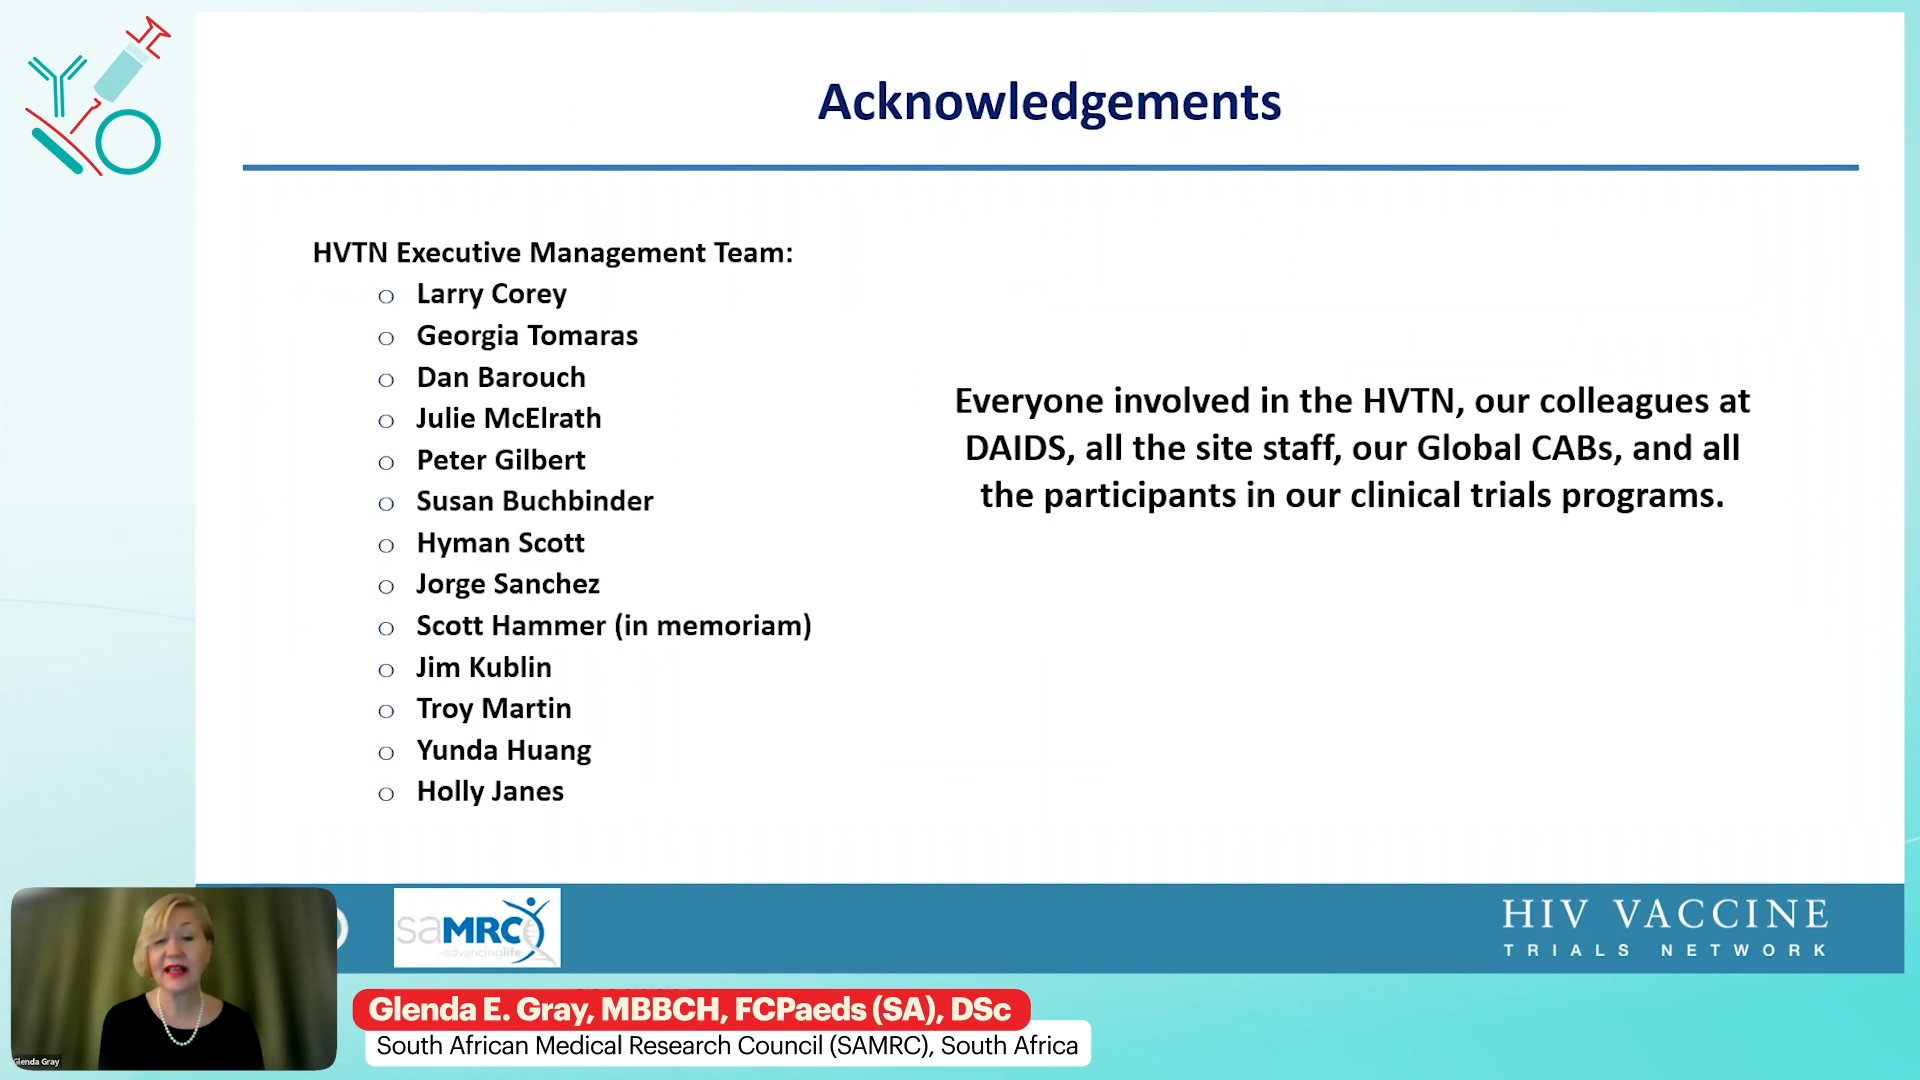 Acknowledgements
HVTN Executive Management Team:
Larry Corey
Georgia Tomaras
Dan Barouch
Julie McElrath
Peter Gilbert
Susan Buchbinder
Hyman Scott
Jorge Sanchez
Scott Hammer (in memoriam)
Jim Kublin
Troy Martin
Yunda Huang
Holly Janes
Everyone involved in the HVTN, our colleagues at
DAIDS, all the site staff, our Global CABs, and all
the participants in our clinical trials programs.
saMRC
advancinglife
HIV VACCINE
TRIALS NETWORK
Glenda Gray
Glenda E. Gray, MBBCH, FCPaeds (SA), DSc
South African Medical Research Council (SAMRC), South Africa